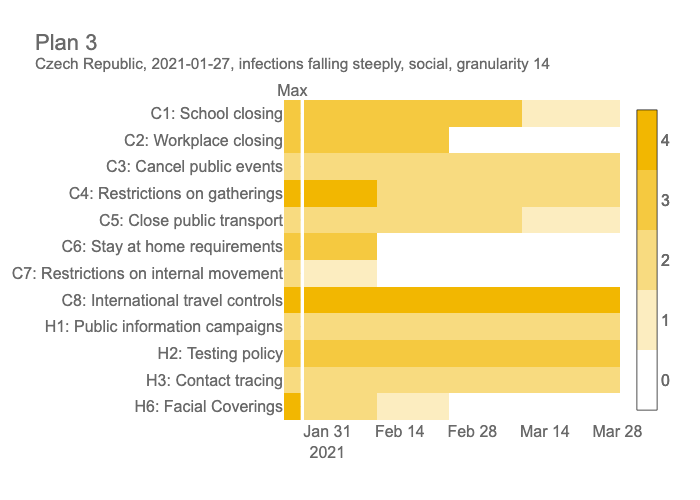 Plan 3
Czech Republic, 2021-01-27, infections falling steeply, social, granularity 14
Max
C1: School closing
C2: Workplace closing
C3: Cancel public events
C4: Restrictions on gatherings
C5: Close public transport
C6: Stay at home requirements
C7: Restrictions on internal movement
C8: International travel controls
H1: Public information campaigns
H2: Testing policy
H3: Contact tracing
H6: Facial Coverings
4
3
2
1
0
Jan 31 Feb 14 Feb 28 Mar 14 Mar 28
2021